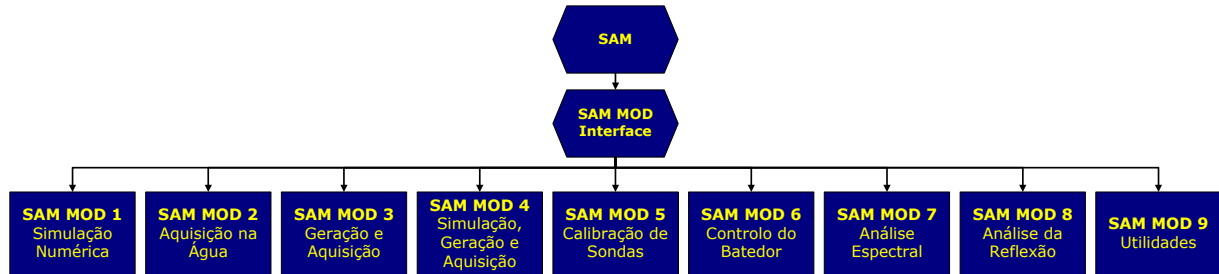 SAM
SAM MOD
Interface
SAM MOD 1
Simulação
Numérica
SAM MOD 2
Aquisição na
Água
SAM MOD 3
Geração e
Aquisição
SAM MOD 4
Simulação,
Geração e
Aquisição
SAM MOD 5
Calibração de
Sondas
SAM MOD 6
Controlo do
Batedor
SAM MOD 7
Análise
Espectral
SAM MOD 8
Análise da
Reflexão
SAM MOD 9
Utilidades